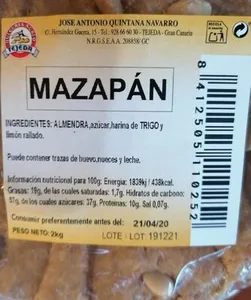 JOSE ANTONIO QUINTANA NAVARRO
C/. Hernández Guerra, 15 - Tel.: 928 66 60 30 - TEJEDA - Gran Canaria
N.R.G.S.E.A.A. 208850/ GC
TEJEDA
MAZAPÁN
INGREDIENTES: ALMENDRA,azúcar,harina de TRIGO y
limón rallado.
Puede contener trazas de huevo,nueces y leche.
Información nutricional para 100g: Energía: 1839kj / 438kcal.
Grasas: 19g, de las cuales saturadas: 1,7g. Hidratos de carbono:
57g, de los cuales azúcares: 37g. Proteínas: 10g. Sal 0,07g.
Consumir preferentemente antes del: 21/04/20
PESO NETO: 2kg
LOTE - LOT: 191221
8 412505 110252